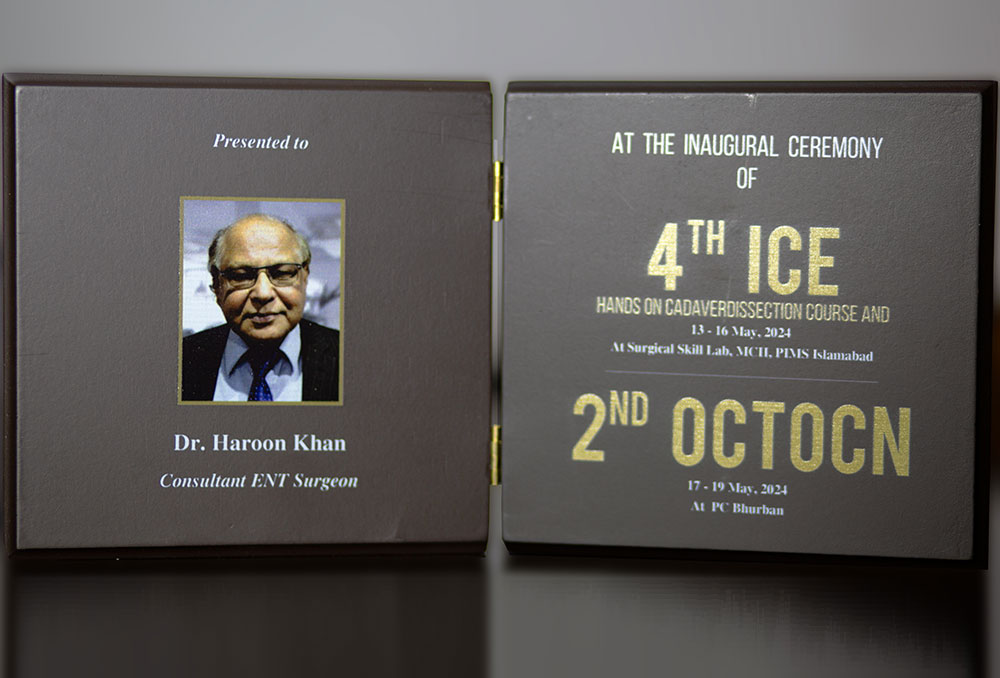 Presented to
Dr. Haroon Khan
Consultant ENT Surgeon
AT THE INAUGURAL CEREMONY
OF
4TH ICE
HANDS ON CADAVERDISSECTION COURSE AND
13 - 16 May, 2024
At Surgical Skill Lab, MCH, PIMS Islamabad
2ND OCTOCN
17 - 19 May, 2024
At PC Bhurban